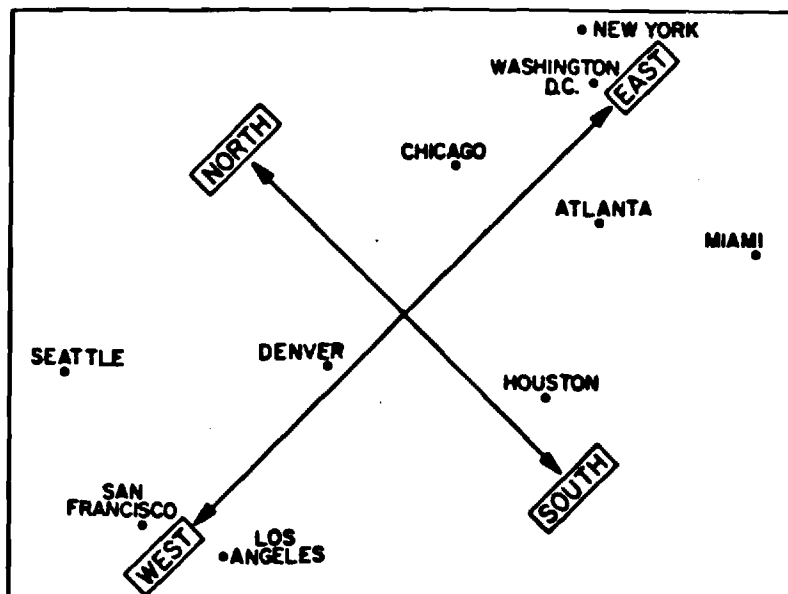 NEW YORK
WASHINGTON
D.C.
EAST
NORTH
CHICAGO
ATLANTA
MIAMI
SEATTLE
DENVER
HOUSTON
SAN
FRANCISCO
SOUTH
WEST
LOS
ANGELES